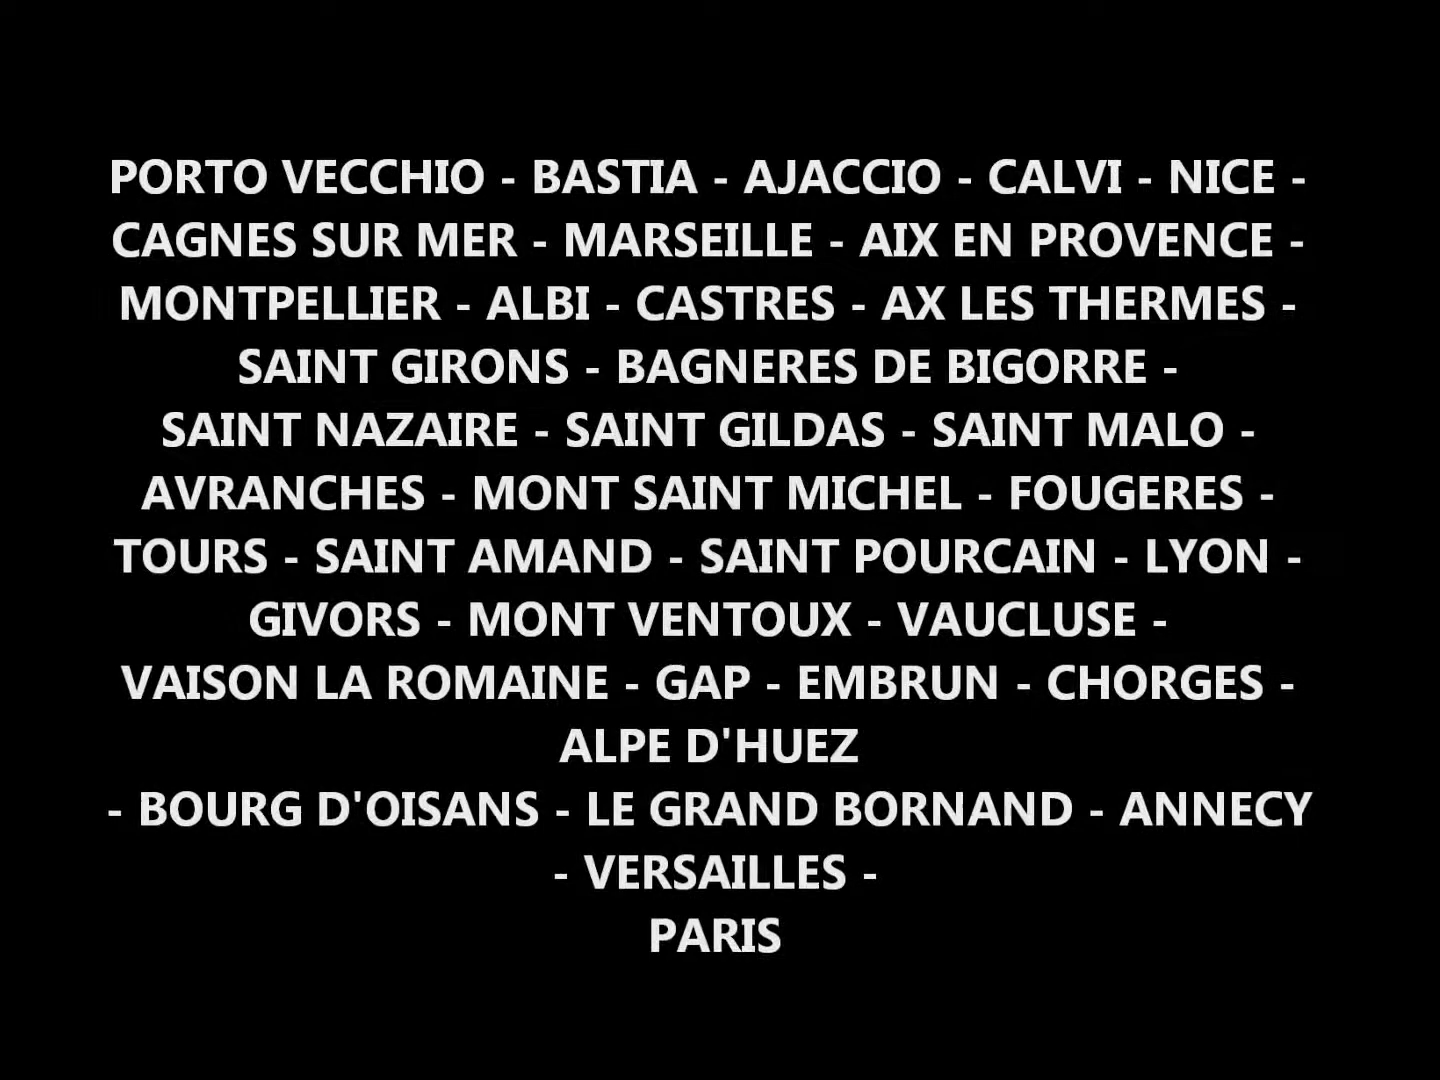 PORTO VECCHIO - BASTIA - AJACCIO - CALVI - NICE -
CAGNES SUR MER - MARSEILLE - AIX EN PROVENCE -
MONTPELLIER - ALBI - CASTRES - AX LES THERMES -
SAINT GIRONS - BAGNERES DE BIGORRE -
SAINT NAZAIRE - SAINT GILDAS - SAINT MALO -
AVRANCHES - MONT SAINT MICHEL - FOUGERES -
TOURS - SAINT AMAND - SAINT POURCAIN - LYON -
GIVORS - MONT VENTOUX - VAUCLUSE -
VAISON LA ROMAINE - GAP - EMBRUN - CHORGES -
ALPE D'HUEZ
- BOURG D'OISANS - LE GRAND BORNAND - ANNECY
- VERSAILLES -
PARIS